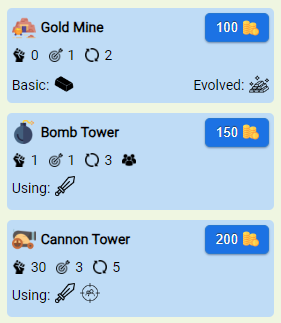 Gold Mine 100
0 1 2
Basic: Evolved:
Bomb Tower 150
1 1 3
Using:
Cannon Tower 200
30 3 5
Using: